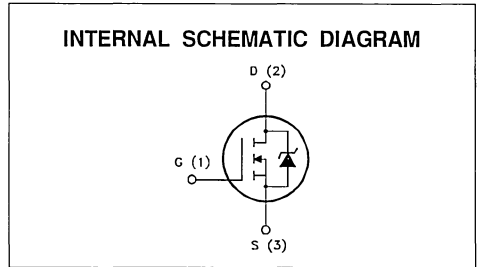 INTERNAL SCHEMATIC DIAGRAM
D (2)
G (1)
S (3)